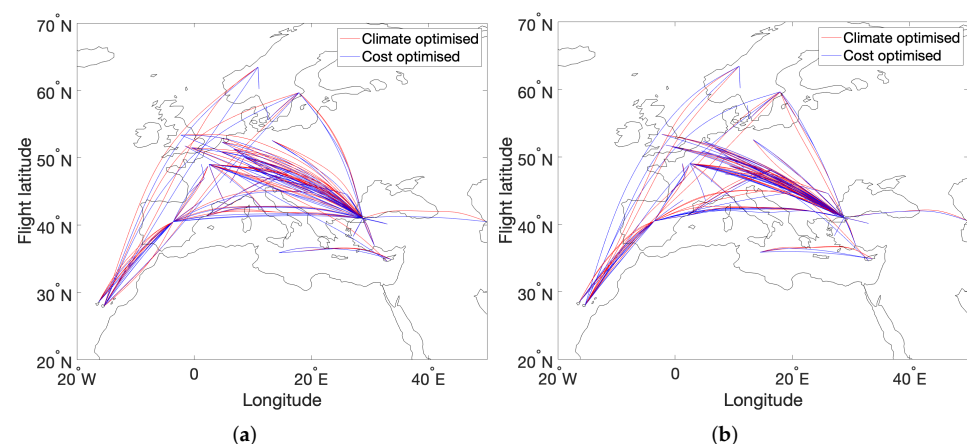 70°N
60°N
50°N
40°N
30°N
20°N
20°W
0
20°E
40°E
Flight latitude
Longitude
Climate optimised
Cost optimised
(a)
70°N
60°N
50°N
40°N
30°N
20°N
20°W
0
20°E
40°E
Flight latitude
Longitude
Climate optimised
Cost optimised
(b)